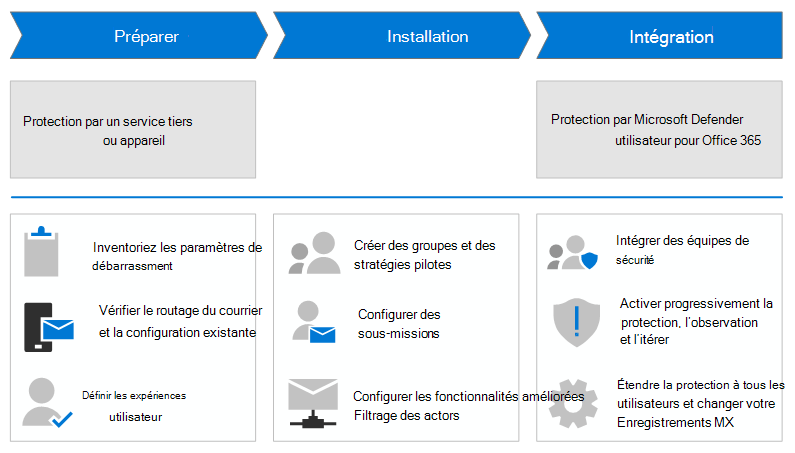 Préparer
Installation
Intégration
Protection par un service tiers
ou appareil
Protection par Microsoft Defender
utilisateur pour Office 365
Inventoriez les paramètres de
débarrassment
Vérifier le routage du courrier
et la configuration existante
Définir les expériences
utilisateur
Créer des groupes et des
stratégies pilotes
Configurer des
sous-missions
Configurer les fonctionnalités améliorées
Filtrage des actors
Intégrer des équipes de
sécurité
Activer progressivement la
protection, l'observation
et l'itérer
Étendre la protection à tous les
utilisateurs et changer votre
Enregistrements MX